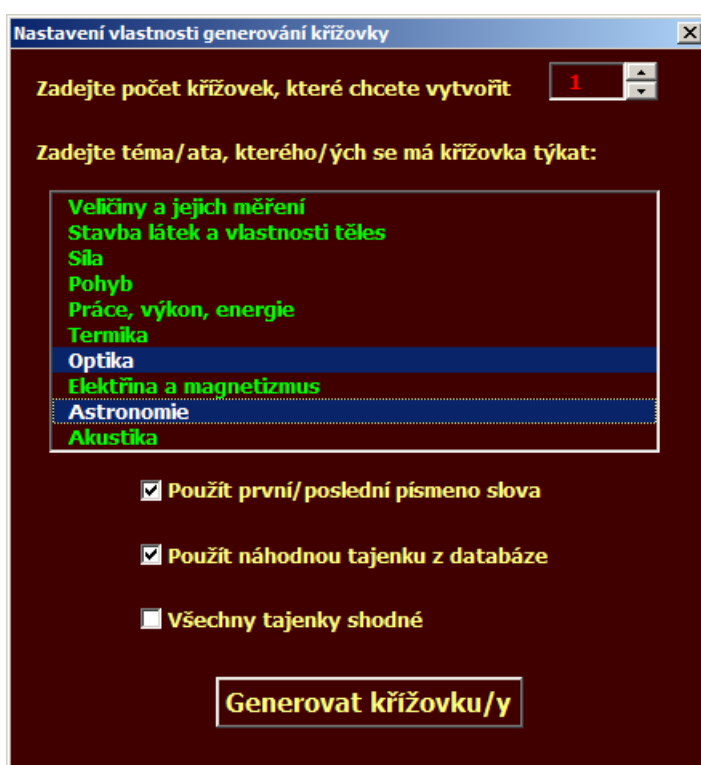 Nastavení vlastnosti generování křížovky
Zadejte počet křížovek, které chcete vytvořit 1
Zadejte téma/ata, kterého/ých se má křížovka týkat:
Veličiny a jejich měření
Stavba látek a vlastnosti těles
Síla
Pohyb
Práce, výkon, energie
Termika
Optika
Elektřina a magnetizmus
Astronomie
Akustika
Použít první/poslední písmeno slova
Použít náhodnou tajenku z databáze
Všechny tajenky shodné
Generovat křížovku/y